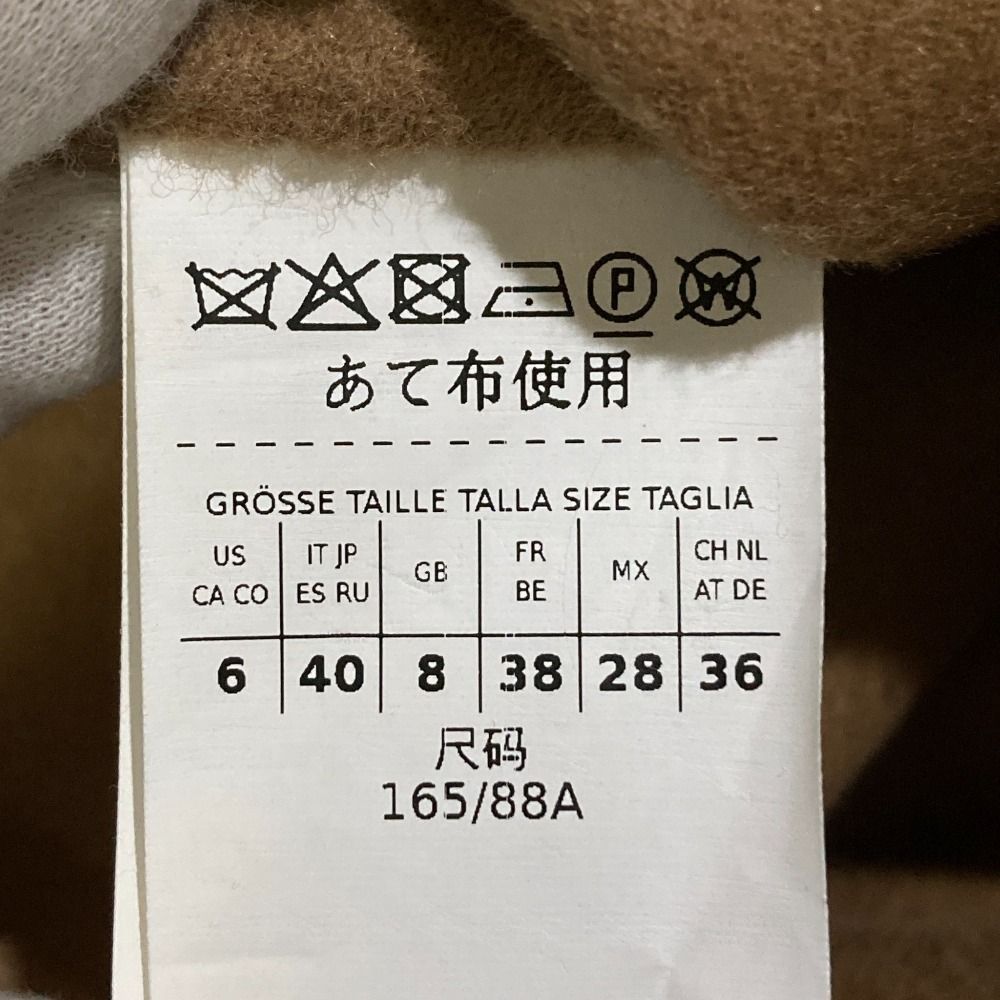 P W
あて布使用
GRÖSSE TAILLE TALLA SIZE TAGLIA
US IT JP GB FR MX CH NL
CA CO ES RU BE AT DE
6 40 8 38 28 36
尺码
165/88A